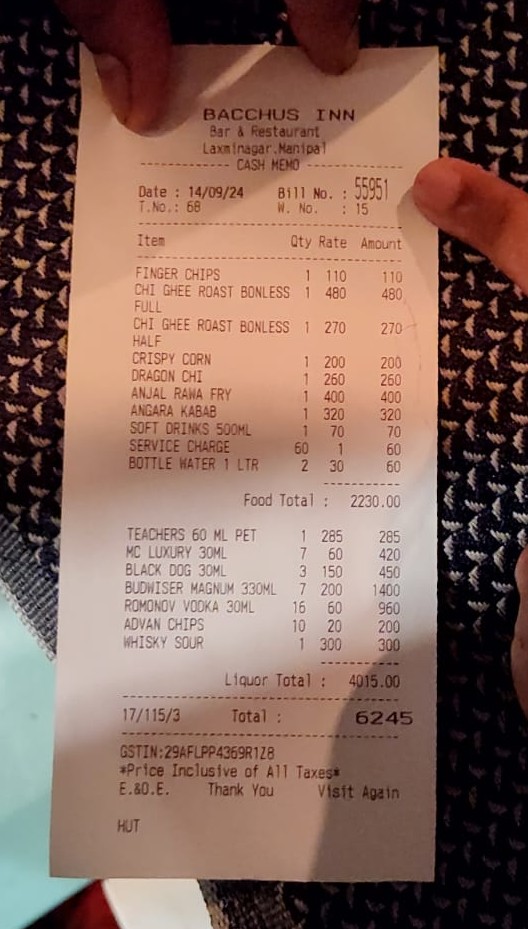 BACCHUS INN
Bar & Restaurant
Laxminagar.Manipal
CASH MEMO
Date : 14/09/24 Bill No. : 55951
T.No.: 68 W. No. : 15
Item Qty Rate Amount
FINGER CHIPS 1 110 110
CHI GHEE ROAST BONLESS 1 480 480
FULL
CHI GHEE ROAST BONLESS 1 270 270
HALF
CRISPY CORN 1 200 200
DRAGON CHI 1 260 260
ANJAL RAWA FRY 1 400 400
ANGARA KABAB 1 320 320
SOFT DRINKS 500ML 1 70 70
SERVICE CHARGE 60 1 60
BOTTLE WATER 1 LTR 2 30 60
Food Total : 2230.00
TEACHERS 60 ML PET 1 285 285
MC LUXURY 30ML 7 60 420
BLACK DOG 30ML 3 150 450
BUDWISER MAGNUM 330ML 7 200 1400
ROMONOV VODKA 30ML 16 60 960
ADVAN CHIPS 10 20 200
WHISKY SOUR 1 300 300
Liquor Total : 4015.00
17/115/3 Total : 6245
GSTIN:29AFLPP4369R1Z8
*Price Inclusive of All Taxes*
E.&O.E. Thank You Visit Again
HUT